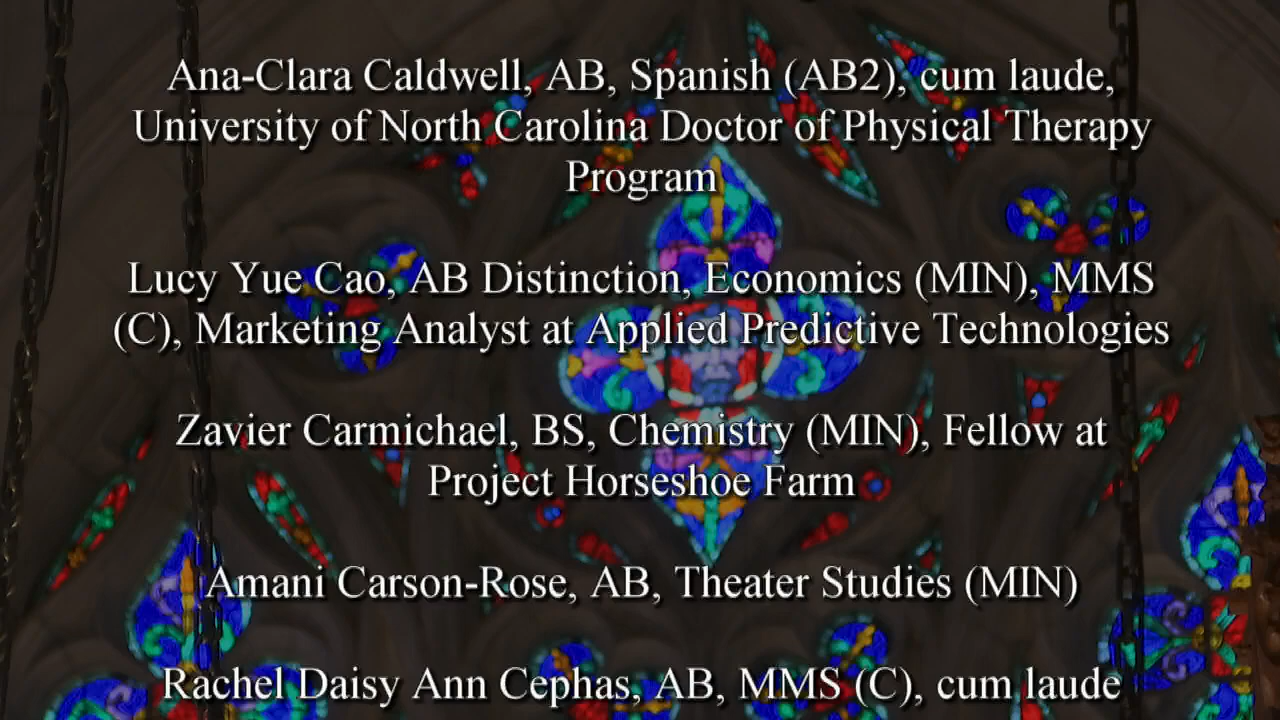 Ana-Clara Caldwell, AB, Spanish (AB2), cum laude,
University of North Carolina Doctor of Physical Therapy
Program
Lucy Yue Cao, AB Distinction, Economics (MIN), MMS
(C), Marketing Analyst at Applied Predictive Technologies
Zavier Carmichael, BS, Chemistry (MIN), Fellow at
Project Horseshoe Farm
Amani Carson-Rose, AB, Theater Studies (MIN)
Rachel Daisy Ann Cephas, AB, MMS (C), cum laude